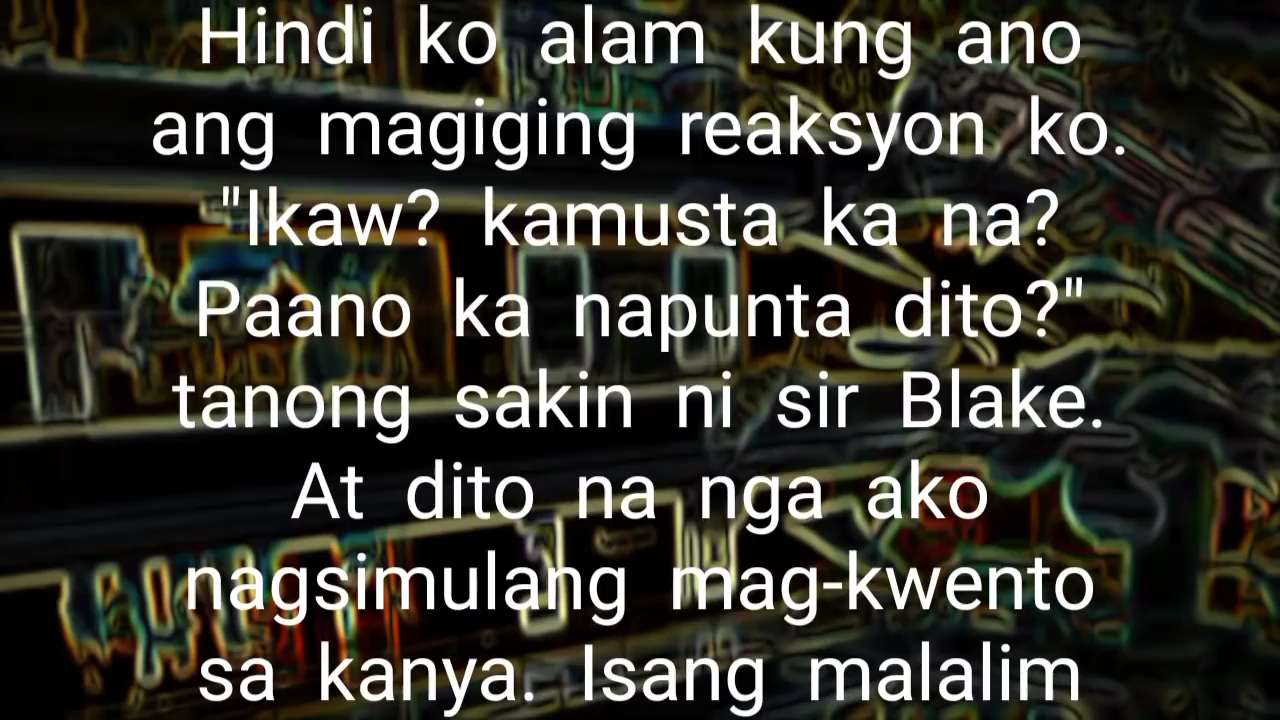 Hindi ko alam kung ano
ang magiging reaksyon ko.
"Ikaw? kamusta ka na?
Paano ka napunta dito?"
tanong sakin ni sir Blake.
At dito na nga ako
nagsimulang mag-kwento
sa kanya. Isang malalim